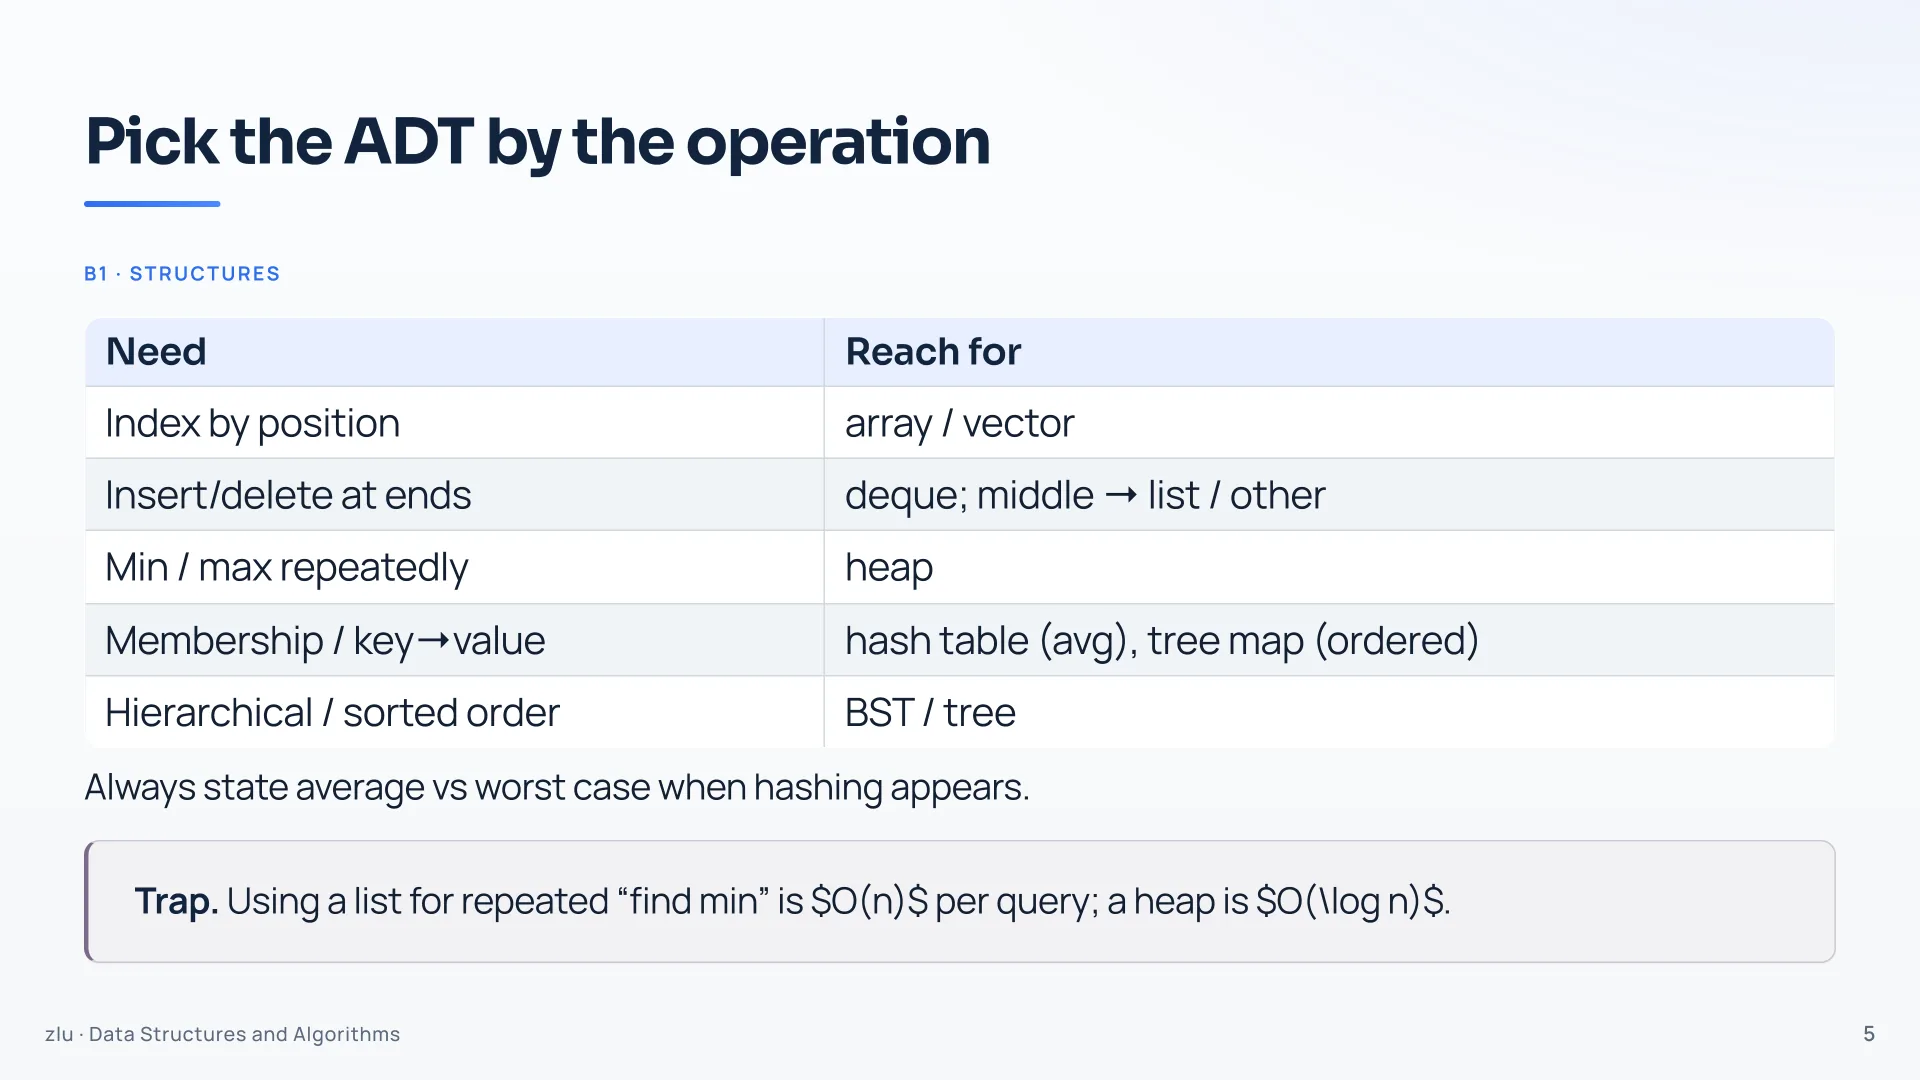 Pick the ADT by the operation
B1 · STRUCTURES
Need
Reach for
Index by position
array / vector
Insert/delete at ends
deque; middle → list / other
Min / max repeatedly
heap
Membership / key→value
hash table (avg), tree map (ordered)
Hierarchical / sorted order
BST / tree
Always state average vs worst case when hashing appears.
Trap. Using a list for repeated “find min” is $O(n)$ per query; a heap is $O(\log n)$.
zlu · Data Structures and Algorithms
5